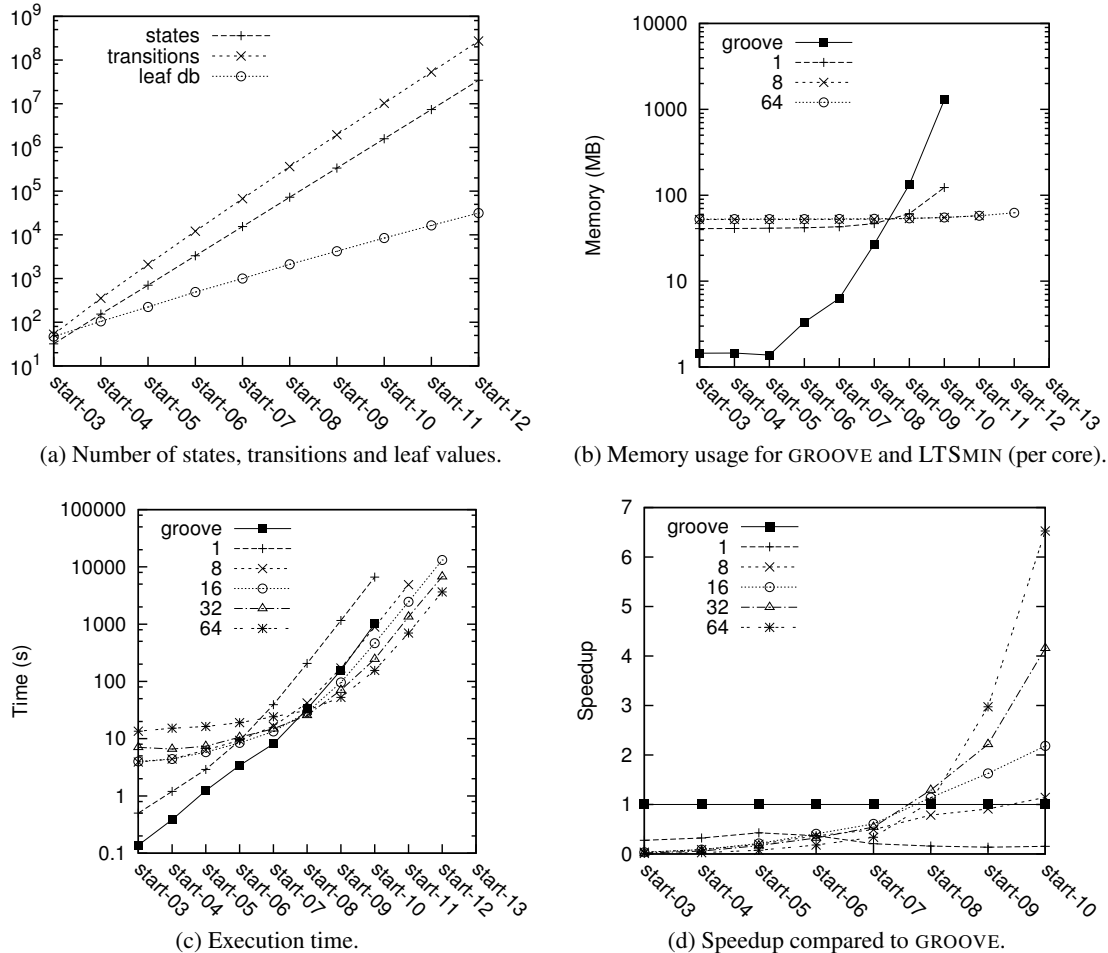 10^9
10^8
10^7
10^6
10^5
10^4
10^3
10^2
10^1
states
transitions
leaf db
start-03
start-04
start-05
start-06
start-07
start-08
start-09
start-10
start-11
start-12
(a) Number of states, transitions and leaf values.
10000
1000
100
10
1
Memory (MB)
groove
1
8
64
start-03
start-04
start-05
start-06
start-07
start-08
start-09
start-10
start-11
start-12
start-13
(b) Memory usage for GROOVE and LTSMIN (per core).
100000
10000
1000
100
10
1
0.1
Time (s)
groove
1
8
16
32
64
start-03
start-04
start-05
start-06
start-07
start-08
start-09
start-10
start-11
start-12
start-13
(c) Execution time.
7
6
5
4
3
2
1
0
Speedup
groove
1
8
16
32
64
start-03
start-04
start-05
start-06
start-07
start-08
start-09
start-10
(d) Speedup compared to GROOVE.